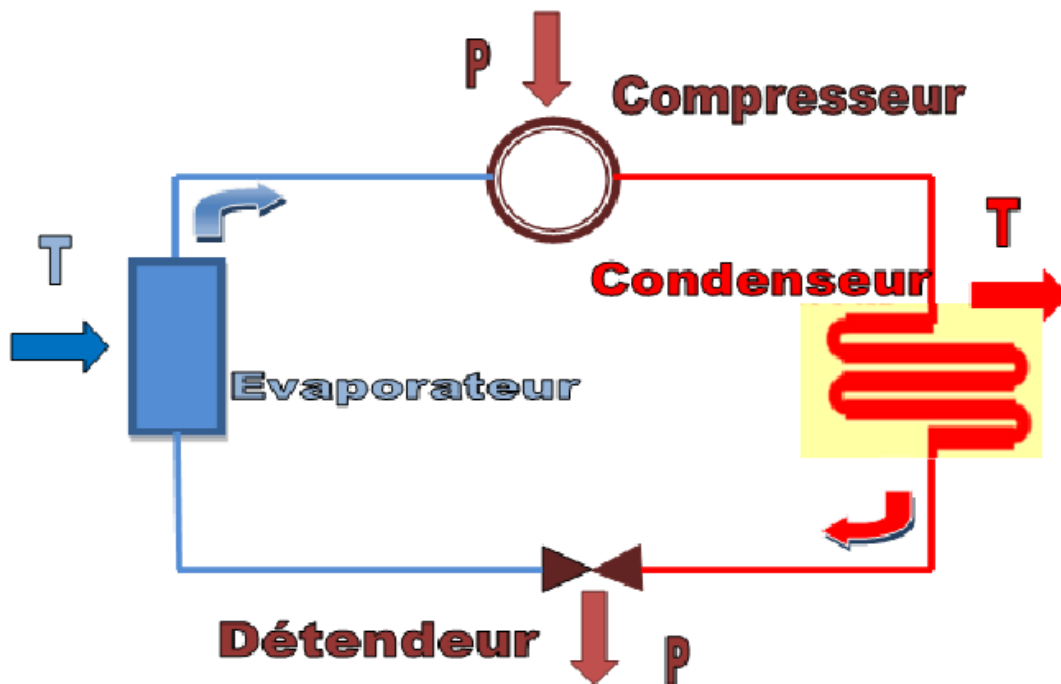 P
Compresseur
T
T
Condenseur
Evaporateur
Détendeur
P